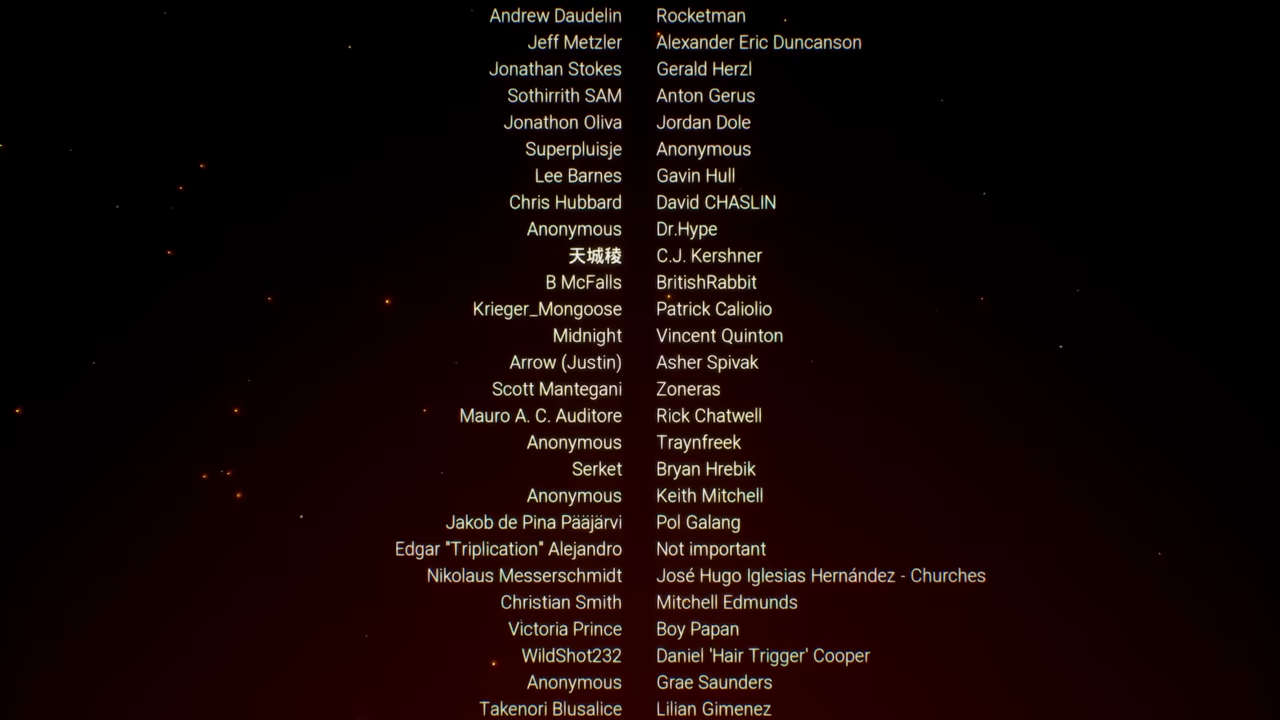 Andrew Daudelin Rocketman
Jeff Metzler Alexander Eric Duncanson
Jonathan Stokes Gerald Herzl
Sothirrith SAM Anton Gerus
Jonathon Oliva Jordan Dole
Superpluisje Anonymous
Lee Barnes Gavin Hull
Chris Hubbard David CHASLIN
Anonymous Dr.Hype
天城稜 C.J. Kershner
B McFalls BritishRabbit
Krieger_Mongoose Patrick Caliolio
Midnight Vincent Quinton
Arrow (Justin) Asher Spivak
Scott Mantegani Zoneras
Mauro A. C. Auditore Rick Chatwell
Anonymous Traynfreek
Serket Bryan Hrebik
Anonymous Keith Mitchell
Jakob de Pina Pääjärvi Pol Galang
Edgar "Triplication" Alejandro Not important
Nikolaus Messerschmidt José Hugo Iglesias Hernández - Churches
Christian Smith Mitchell Edmunds
Victoria Prince Boy Papan
WildShot232 Daniel 'Hair Trigger' Cooper
Anonymous Grae Saunders
Takenori Blusalice Lilian Gimenez